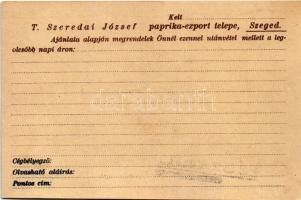 Kelt
T. Szeredai József paprika-export telepe, Szeged.
Ajánlata alapján megrendelek Önnél ezennel utánvétel mellett a leg-
olcsóbb napi áron:
darabanth
Cégbélyegző:
Olvasható aláírás:
Pontos cím: